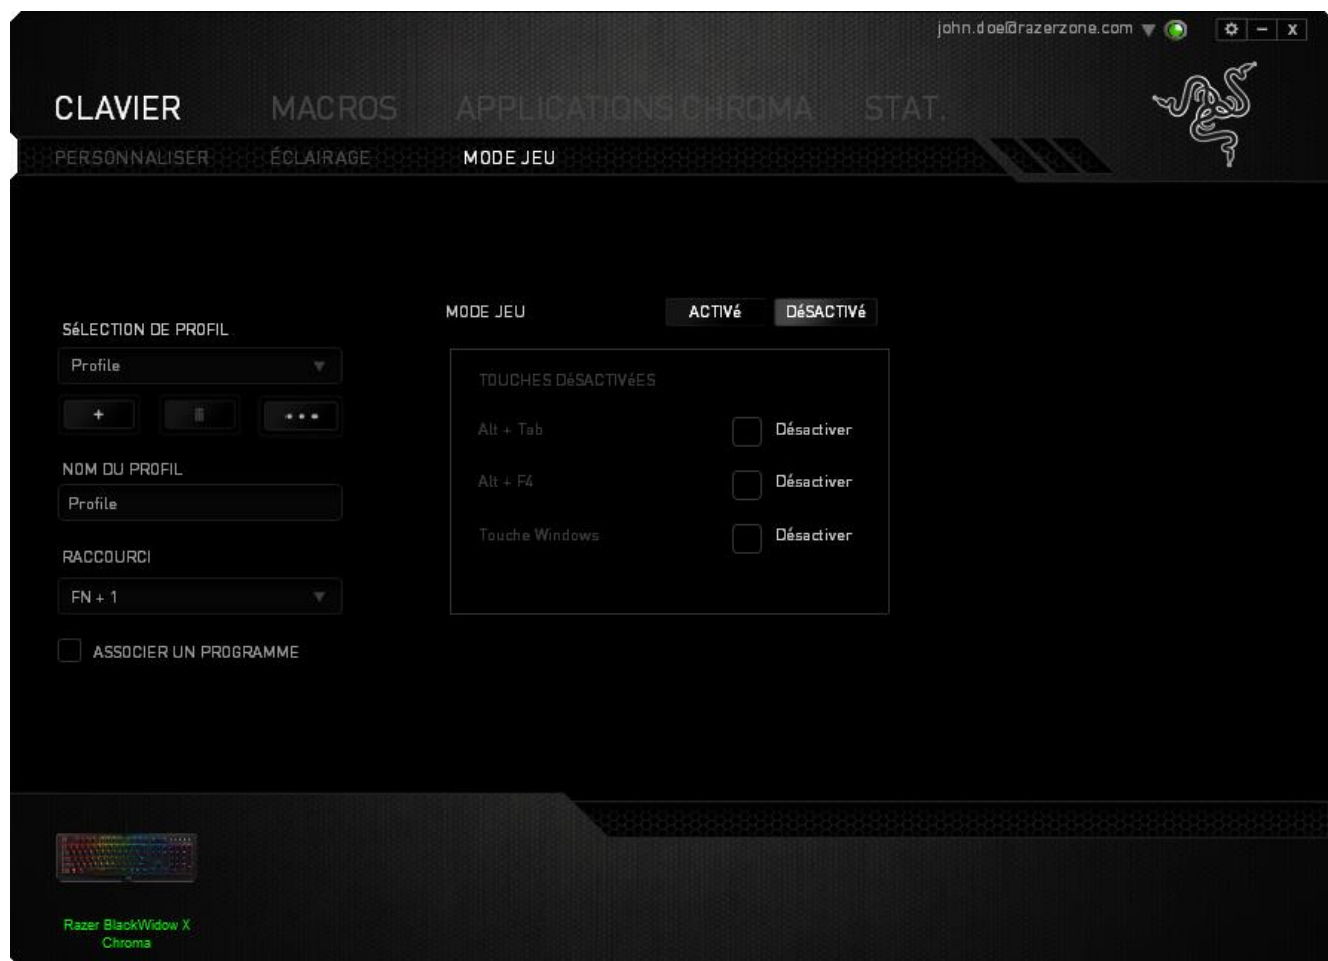 john.doe@razerzone.com
CLAVIER MACROS APPLICATIONS CHROMA STAT.
PERSONNALISER ÉCLAIRAGE MODE JEU
MODE JEU ACTIVé DéSACTIVé
SéLECTION DE PROFIL
Profile
NOM DU PROFIL
Profile
RACCOURCI
FN + 1
ASSOCIER UN PROGRAMME
TOUCHES DéSACTIVéES
Alt + Tab Désactiver
Alt + F4 Désactiver
Touche Windows Désactiver
Razer BlackWidow X
Chroma